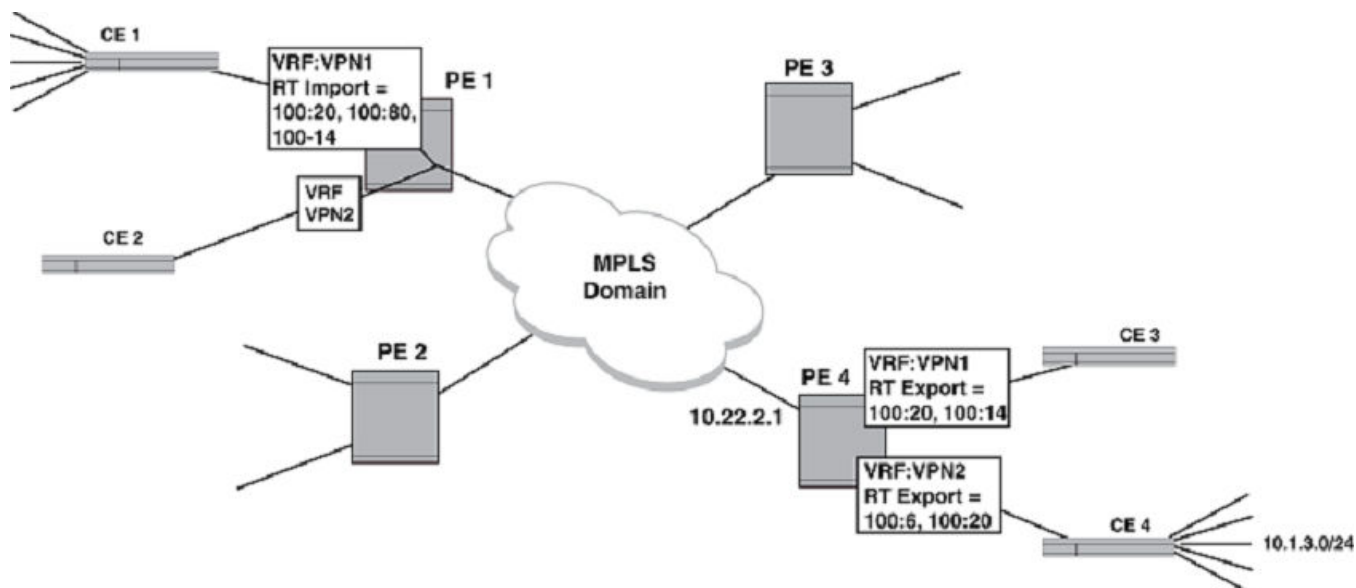 CE 1
VRF:VPN1
RT Import =
100:20, 100:80,
100-14
PE 1
PE 3
VRF
VPN2
CE 2
MPLS
Domain
PE 2
CE 3
PE 4
VRF:VPN1
RT Export =
100:20, 100:14
10.22.2.1
VRF:VPN2
RT Export =
100:6, 100:20
CE 4
10.1.3.0/24